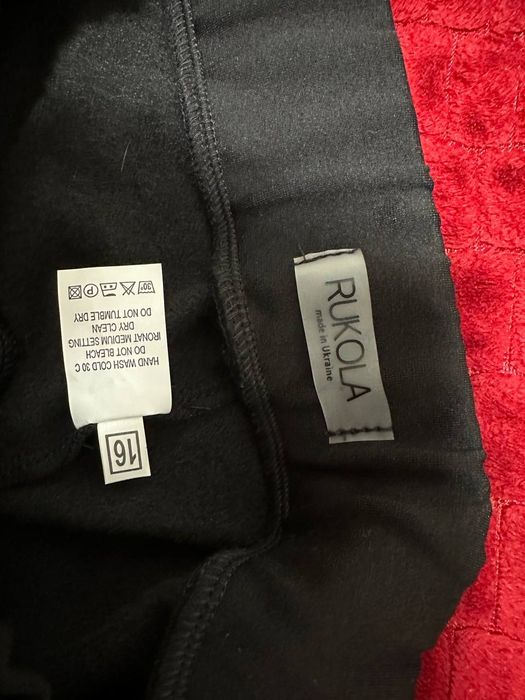 RUKOLA
made in Ukraine
HAND WASH COLD 30 C
DO NOT BLEACH
IRONAT MEDIUM SETTING
DRY CLEAN
DO NOT TUMBLE DRY
30° P
16